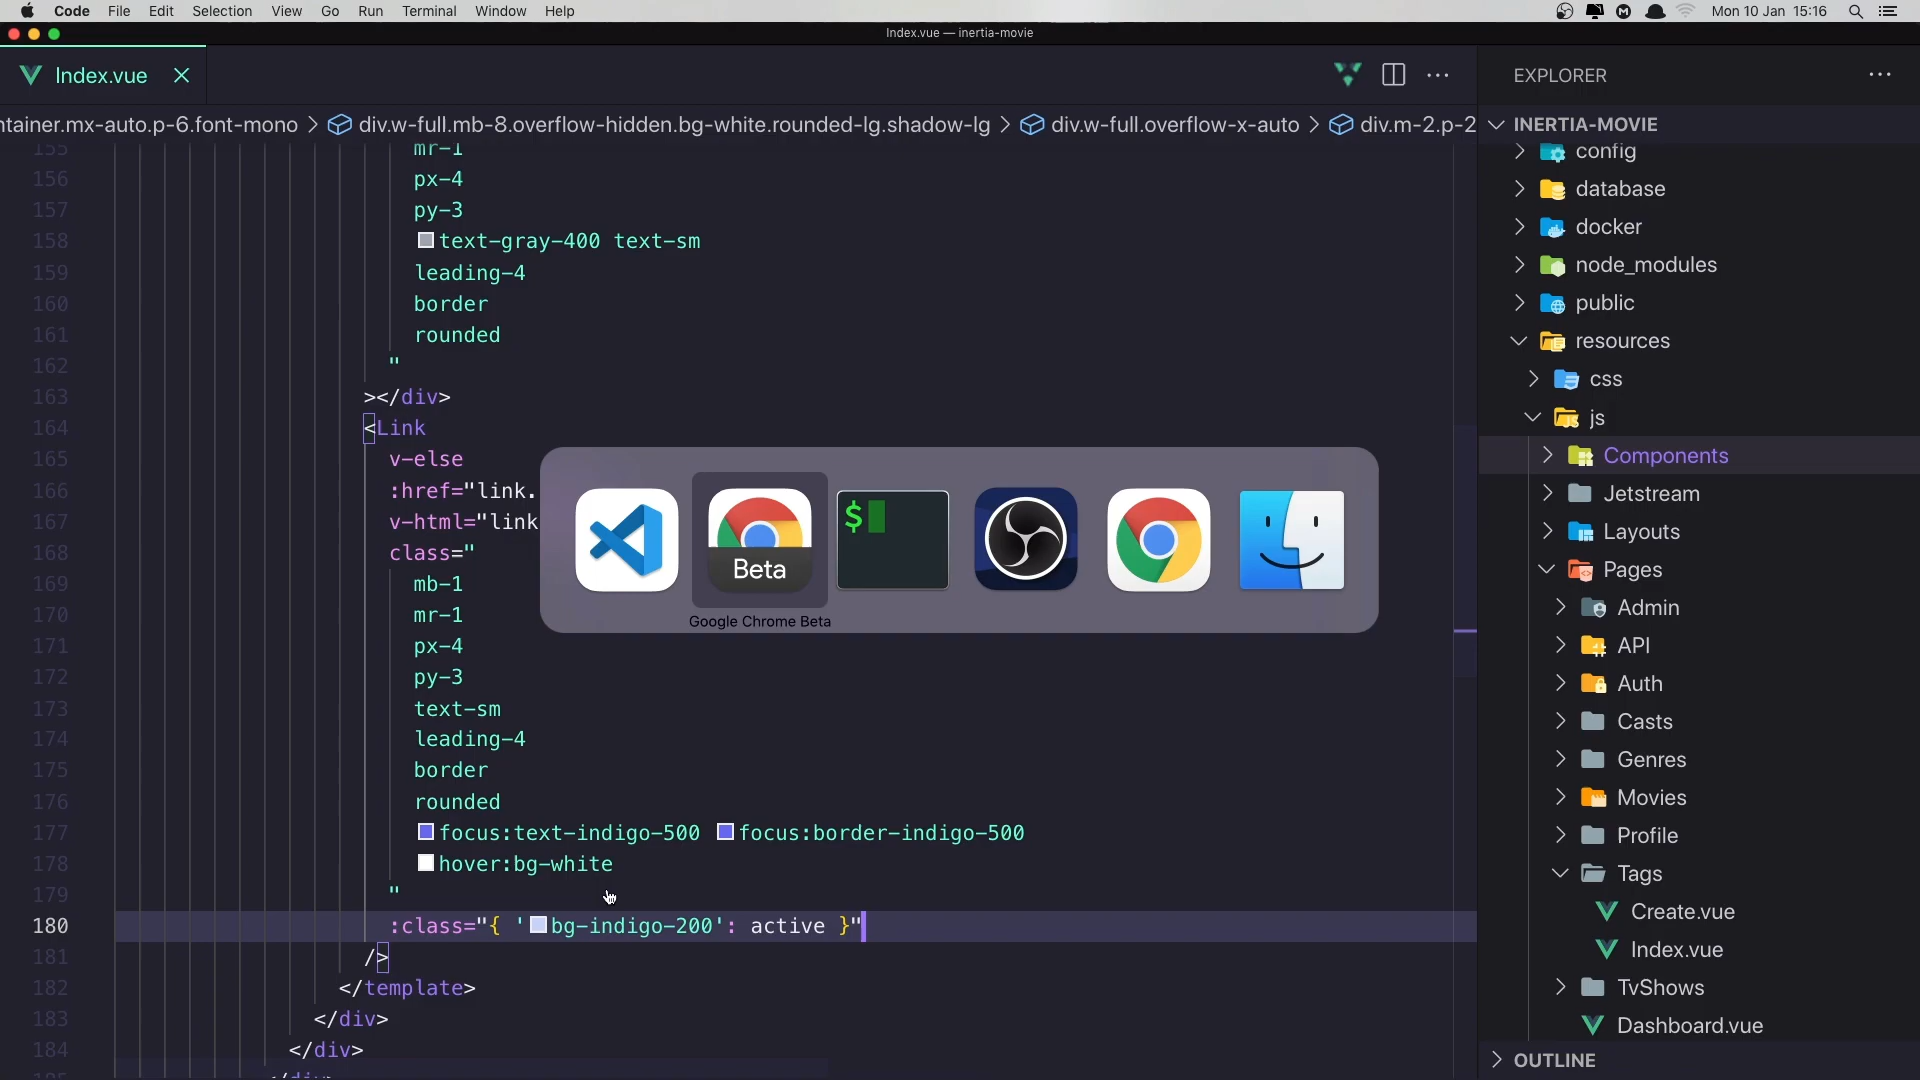 Code File Edit Selection View Go Run Terminal Window Help
Mon 10 Jan 15:16
Index.vue — inertia-movie
Index.vue
EXPLORER
ntainer.mx-auto.p-6.font-mono > div.w-full.mb-8.overflow-hidden.bg-white.rounded-lg.shadow-lg > div.w-full.overflow-x-auto > div.m-2.p-2
155 mr-1
156 px-4
157 py-3
158 text-gray-400 text-sm
159 leading-4
160 border
161 rounded
162 "
163 ></div>
164 <Link
165 v-else
166 :href="link.
167 v-html="link
168 class="
169 mb-1
170 mr-1
171 px-4
172 py-3
173 text-sm
174 leading-4
175 border
176 rounded
177 focus:text-indigo-500 focus:border-indigo-500
178 hover:bg-white
179 "
180 :class="{ 'bg-indigo-200': active }"
181 />
182 </template>
183 </div>
184 </div>
$
Beta
Google Chrome Beta
INERTIA-MOVIE
config
database
docker
node_modules
public
resources
css
js
Components
Jetstream
Layouts
Pages
Admin
API
Auth
Casts
Genres
Movies
Profile
Tags
Create.vue
Index.vue
TvShows
Dashboard.vue
OUTLINE